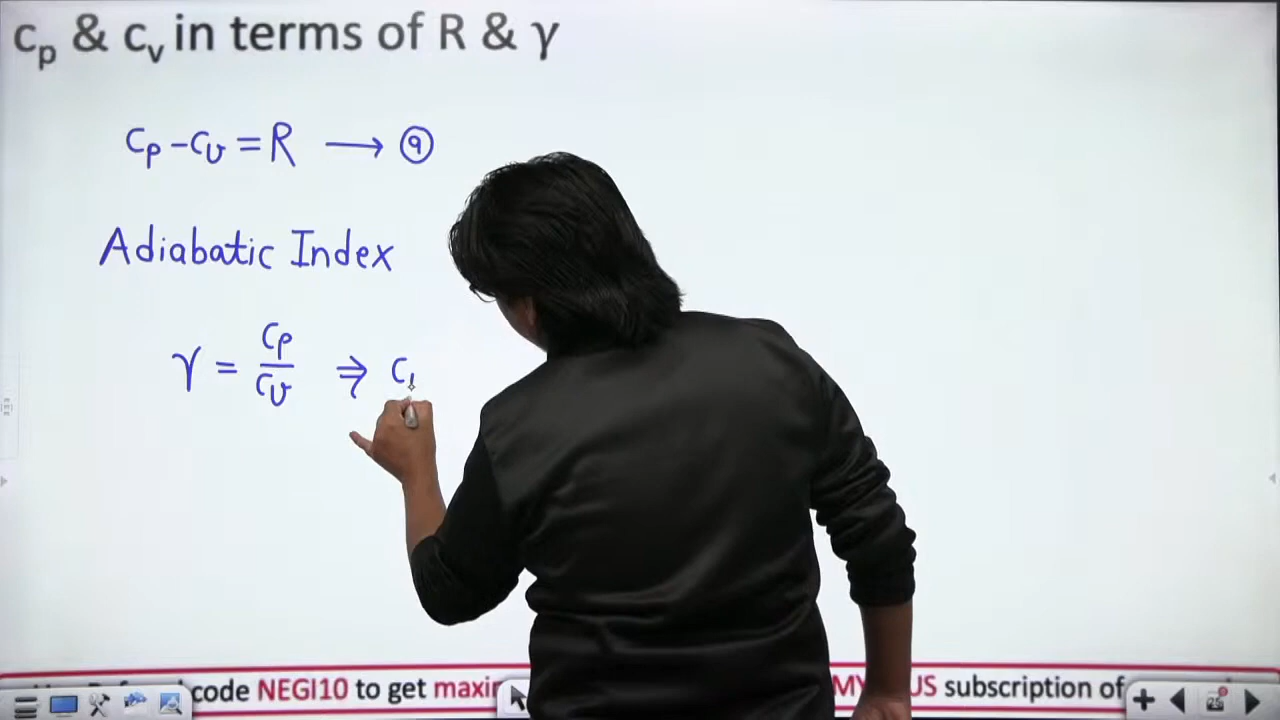 cp & cv in terms of R & γ
Cp - Cv = R → ⓐ
Adiabatic Index
γ = Cp/Cv ⇒ C
code NEGI10 to get maxi
US subscription of
25